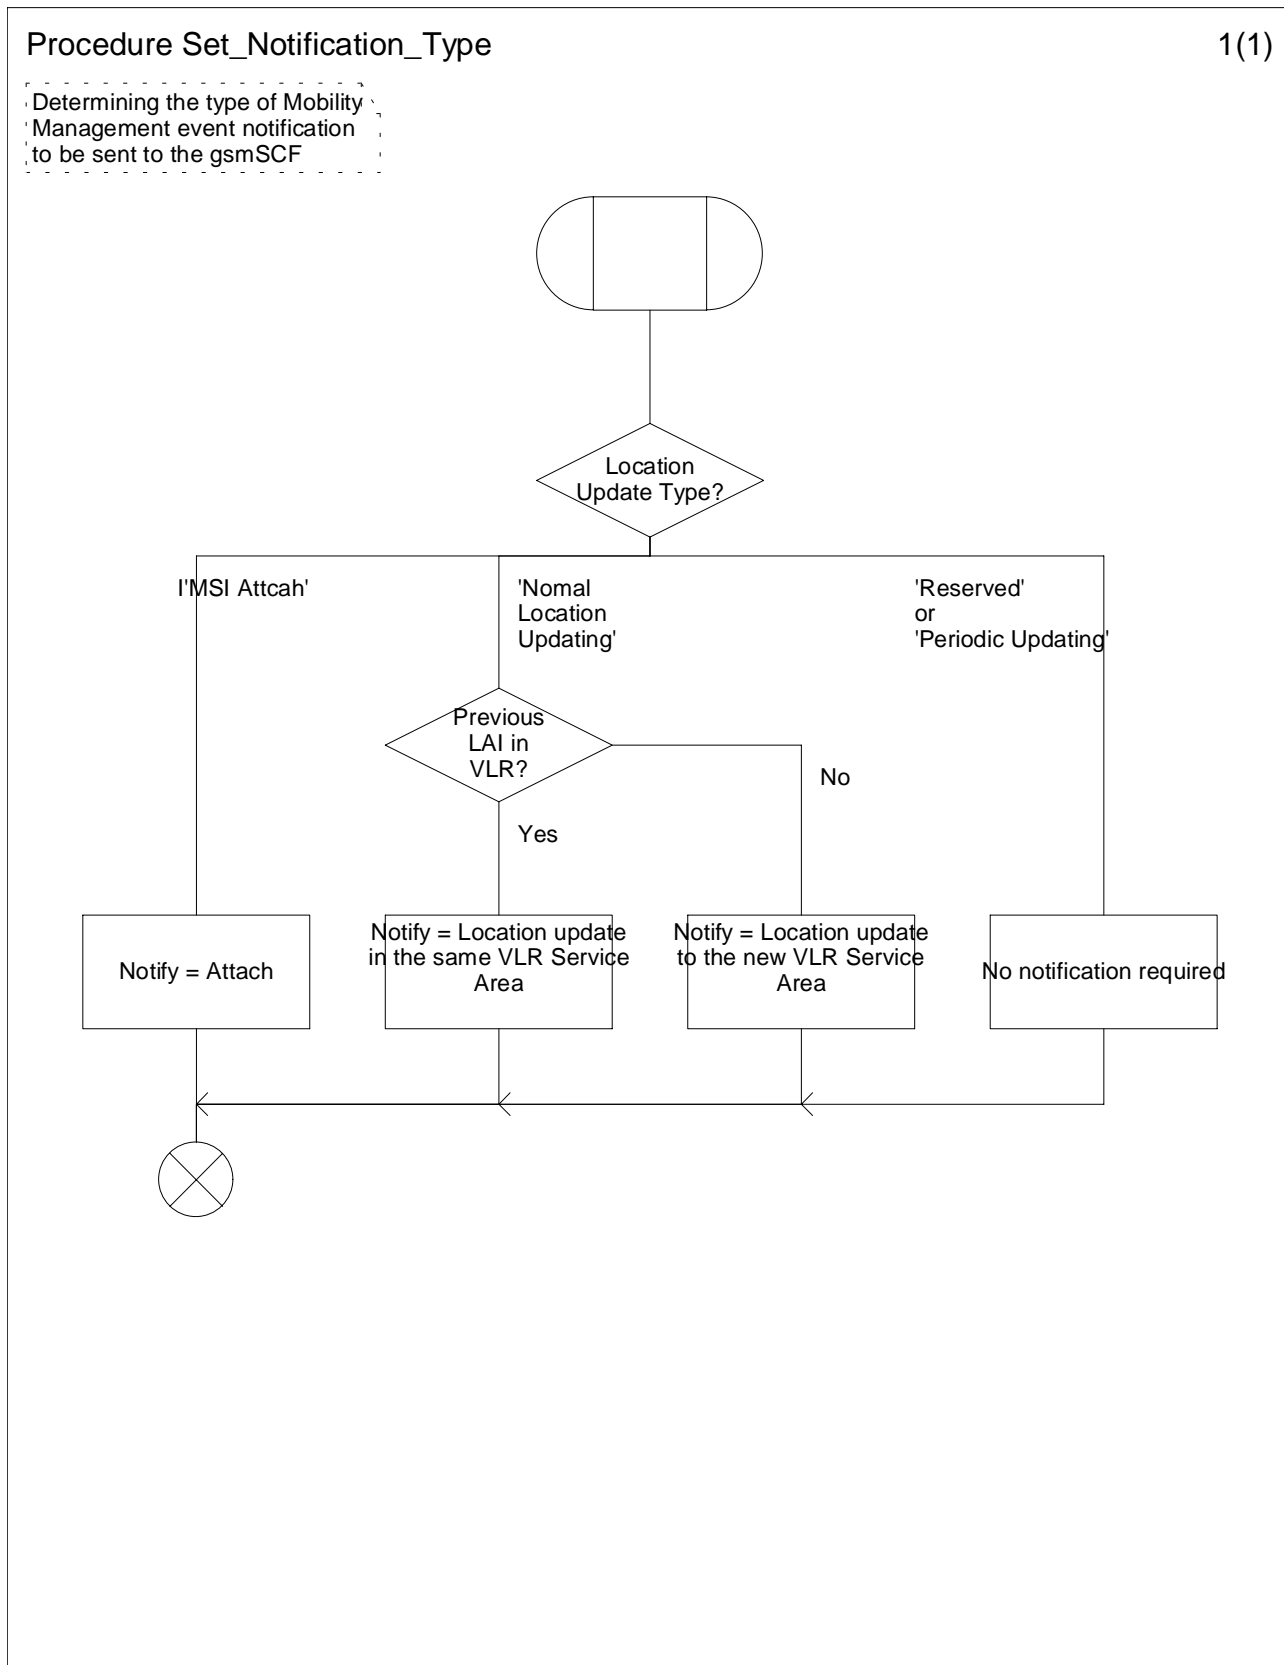 Procedure Set_Notification_Type
1(1)
Determining the type of Mobility
Management event notification
to be sent to the gsmSCF
Location
Update Type?
I'MSI Attcah'
'Nomal
Location
Updating'
'Reserved'
or
'Periodic Updating'
Previous
LAI in
VLR?
No
Yes
Notify = Attach
Notify = Location update
in the same VLR Service
Area
Notify = Location update
to the new VLR Service
Area
No notification required